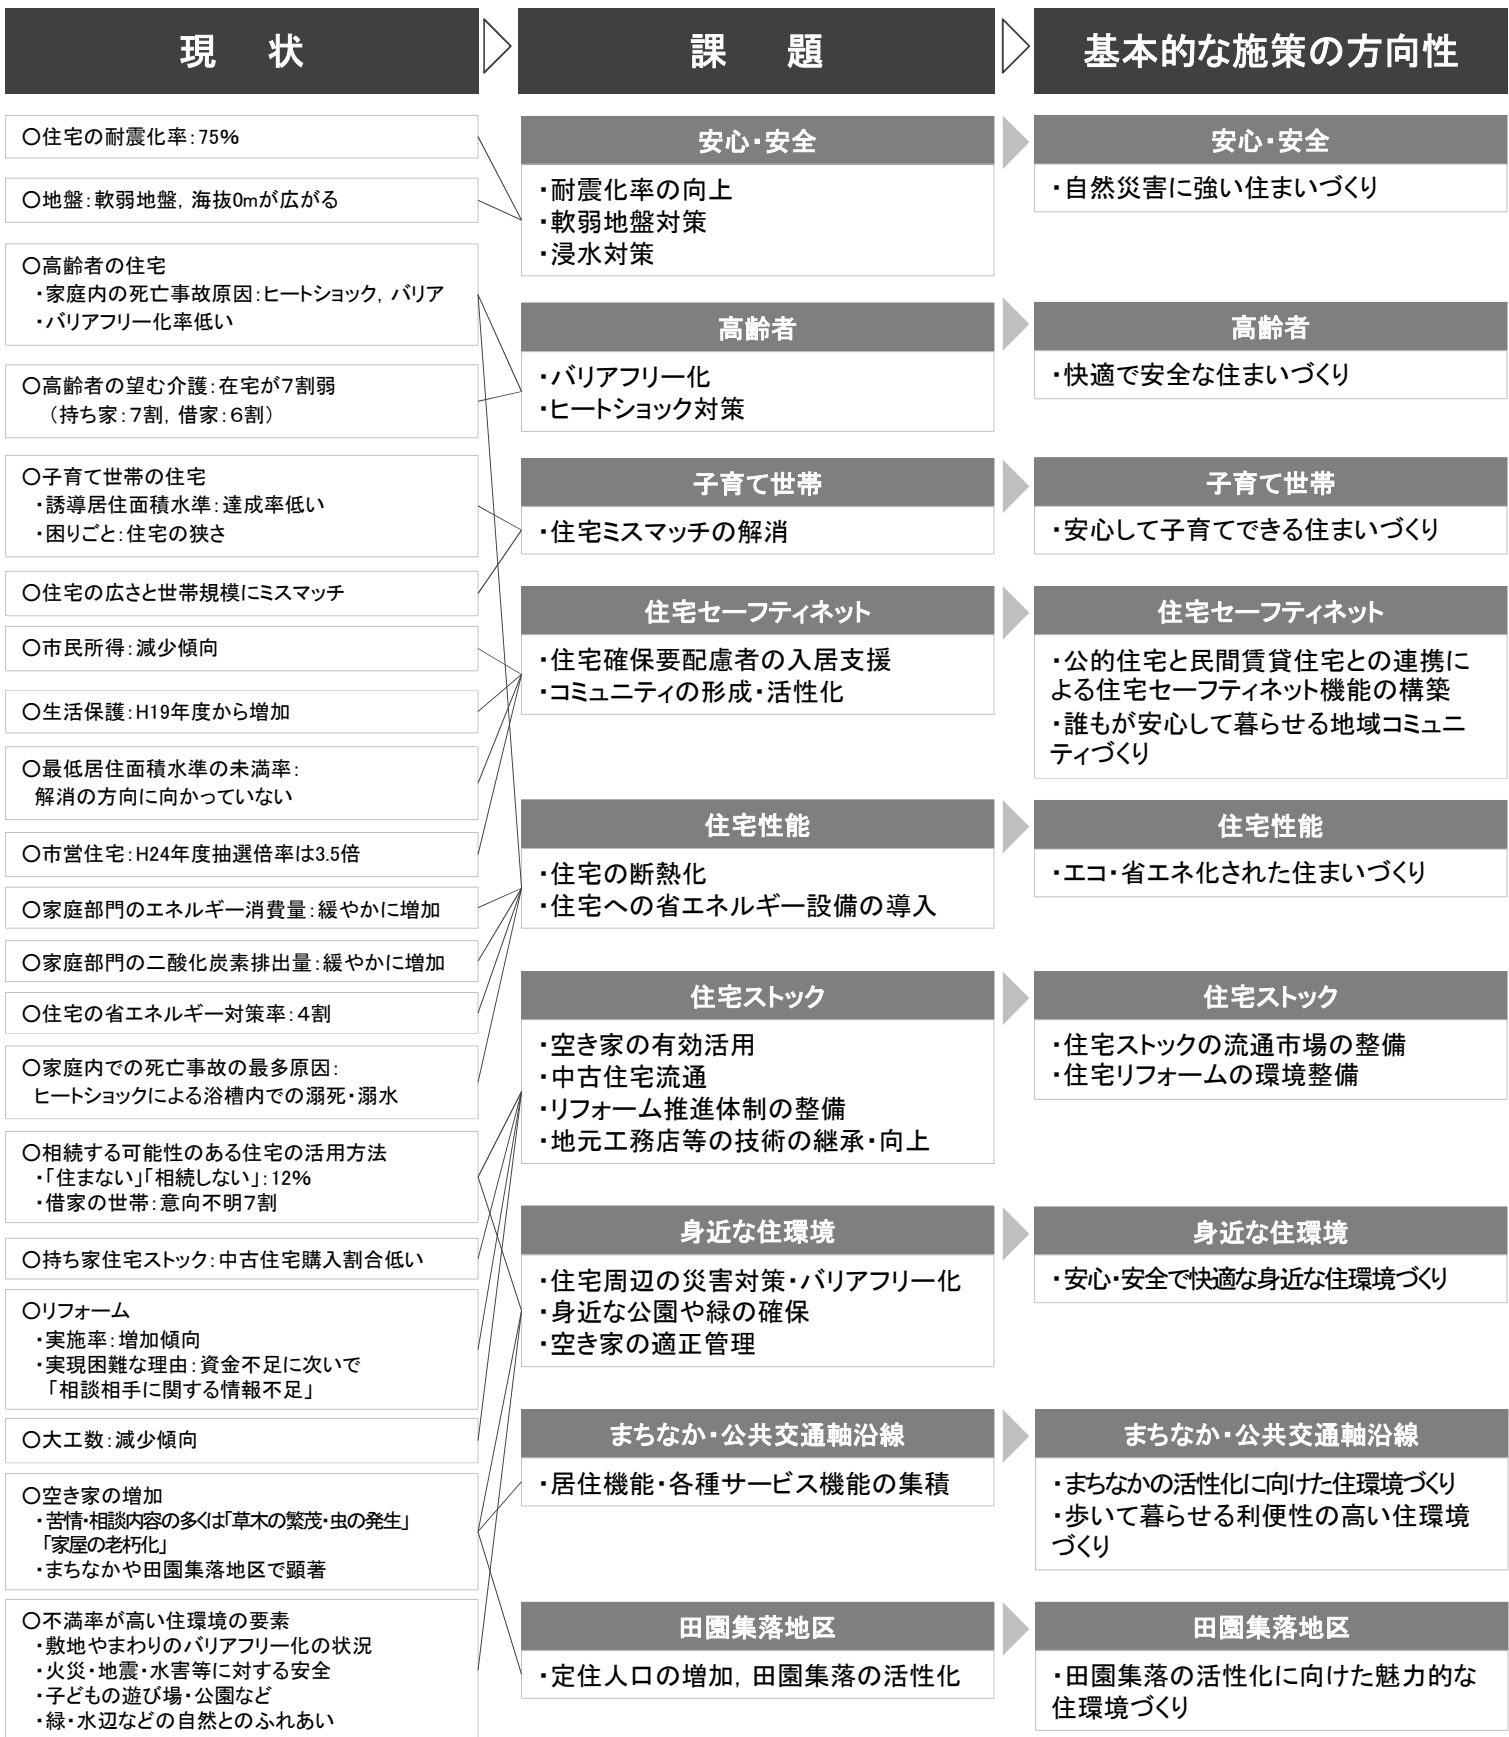 現　状
課　題
基本的な施策の方向性
〇住宅の耐震化率：75%
〇地盤：軟弱地盤，海抜0mが広がる
〇高齢者の住宅
・家庭内の死亡事故原因：ヒートショック，バリア
・バリアフリー化率低い
〇高齢者の望む介護：在宅が７割弱
（持ち家：７割，借家：６割）
〇子育て世帯の住宅
・誘導居住面積水準：達成率低い
・困りごと：住宅の狭さ
〇住宅の広さと世帯規模にミスマッチ
〇市民所得：減少傾向
〇生活保護：H19年度から増加
〇最低居住面積水準の未満率：
解消の方向に向かっていない
〇市営住宅：H24年度抽選倍率は3.5倍
〇家庭部門のエネルギー消費量：緩やかに増加
〇家庭部門の二酸化炭素排出量：緩やかに増加
〇住宅の省エネルギー対策率：４割
〇家庭内での死亡事故の最多原因：
ヒートショックによる浴槽内での溺死・溺水
〇相続する可能性のある住宅の活用方法
・「住まない」「相続しない」：12%
・借家の世帯：意向不明７割
〇持ち家住宅ストック：中古住宅購入割合低い
〇リフォーム
・実施率：増加傾向
・実現困難な理由：資金不足に次いで
「相談相手に関する情報不足」
〇大工数：減少傾向
〇空き家の増加
・苦情・相談内容の多くは「草木の繁茂・虫の発生」
「家屋の老朽化」
・まちなかや田園集落地区で顕著
〇不満率が高い住環境の要素
・敷地やまわりのバリアフリー化の状況
・火災・地震・水害等に対する安全
・子どもの遊び場・公園など
・緑・水辺などの自然とのふれあい
安心・安全
・耐震化率の向上
・軟弱地盤対策
・浸水対策
高齢者
・バリアフリー化
・ヒートショック対策
子育て世帯
・住宅ミスマッチの解消
住宅セーフティネット
・住宅確保要配慮者の入居支援
・コミュニティの形成・活性化
住宅性能
・住宅の断熱化
・住宅への省エネルギー設備の導入
住宅ストック
・空き家の有効活用
・中古住宅流通
・リフォーム推進体制の整備
・地元工務店等の技術の継承・向上
身近な住環境
・住宅周辺の災害対策・バリアフリー化
・身近な公園や緑の確保
・空き家の適正管理
まちなか・公共交通軸沿線
・居住機能・各種サービス機能の集積
田園集落地区
・定住人口の増加，田園集落の活性化
安心・安全
・自然災害に強い住まいづくり
高齢者
・快適で安全な住まいづくり
子育て世帯
・安心して子育てできる住まいづくり
住宅セーフティネット
・公的住宅と民間賃貸住宅との連携に
よる住宅セーフティネット機能の構築
・誰もが安心して暮らせる地域コミュニ
ティづくり
住宅性能
・エコ・省エネ化された住まいづくり
住宅ストック
・住宅ストックの流通市場の整備
・住宅リフォームの環境整備
身近な住環境
・安心・安全で快適な身近な住環境づくり
まちなか・公共交通軸沿線
・まちなかの活性化に向けた住環境づくり
・歩いて暮らせる利便性の高い住環境
づくり
田園集落地区
・田園集落の活性化に向けた魅力的な
住環境づくり